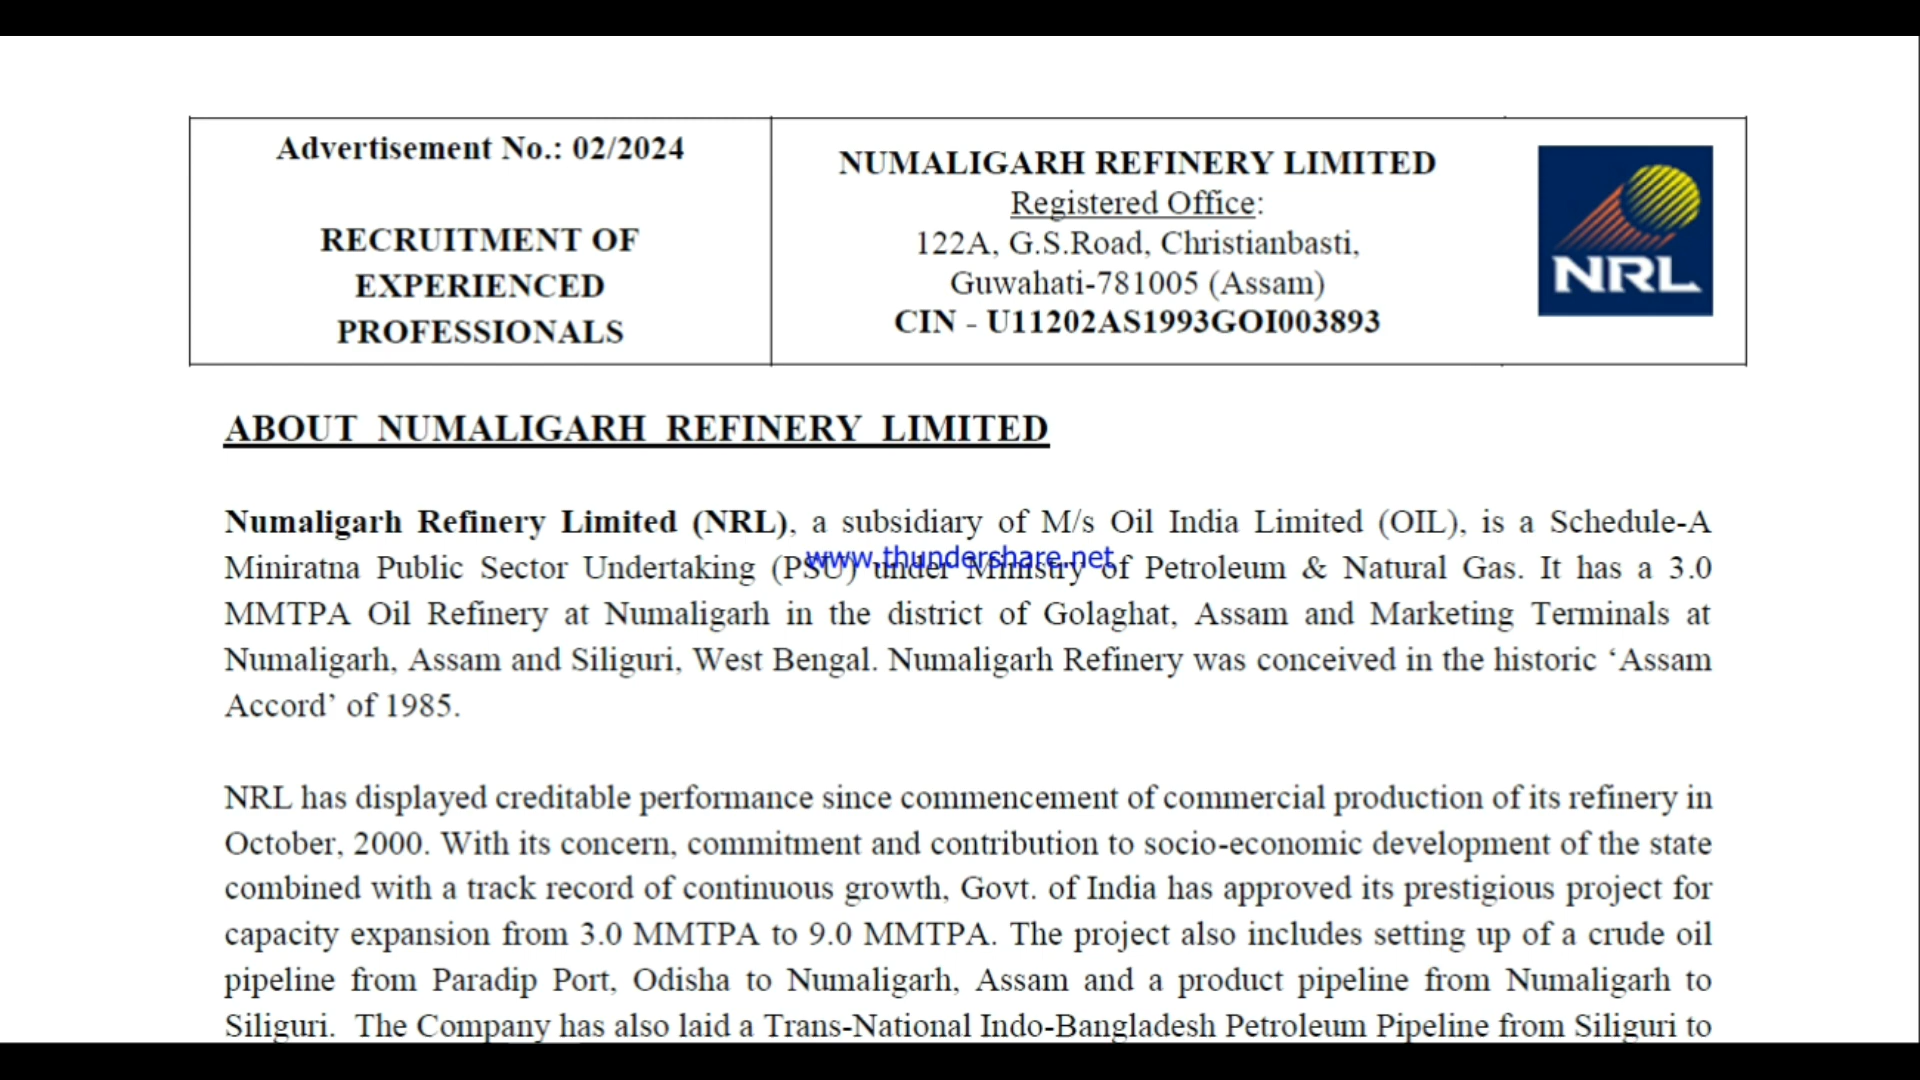 Advertisement No.: 02/2024
RECRUITMENT OF
EXPERIENCED
PROFESSIONALS
NUMALIGARH REFINERY LIMITED
Registered Office:
122A, G.S.Road, Christianbasti,
Guwahati-781005 (Assam)
CIN - U11202AS1993GOI003893
NRL
ABOUT NUMALIGARH REFINERY LIMITED
Numaligarh Refinery Limited (NRL), a subsidiary of M/s Oil India Limited (OIL), is a Schedule-A
www.thundershare.net
Miniratna Public Sector Undertaking (PSU) under Ministry of Petroleum & Natural Gas. It has a 3.0
MMTPA Oil Refinery at Numaligarh in the district of Golaghat, Assam and Marketing Terminals at
Numaligarh, Assam and Siliguri, West Bengal. Numaligarh Refinery was conceived in the historic ‘Assam
Accord’ of 1985.
NRL has displayed creditable performance since commencement of commercial production of its refinery in
October, 2000. With its concern, commitment and contribution to socio-economic development of the state
combined with a track record of continuous growth, Govt. of India has approved its prestigious project for
capacity expansion from 3.0 MMTPA to 9.0 MMTPA. The project also includes setting up of a crude oil
pipeline from Paradip Port, Odisha to Numaligarh, Assam and a product pipeline from Numaligarh to
Siliguri. The Company has also laid a Trans-National Indo-Bangladesh Petroleum Pipeline from Siliguri to